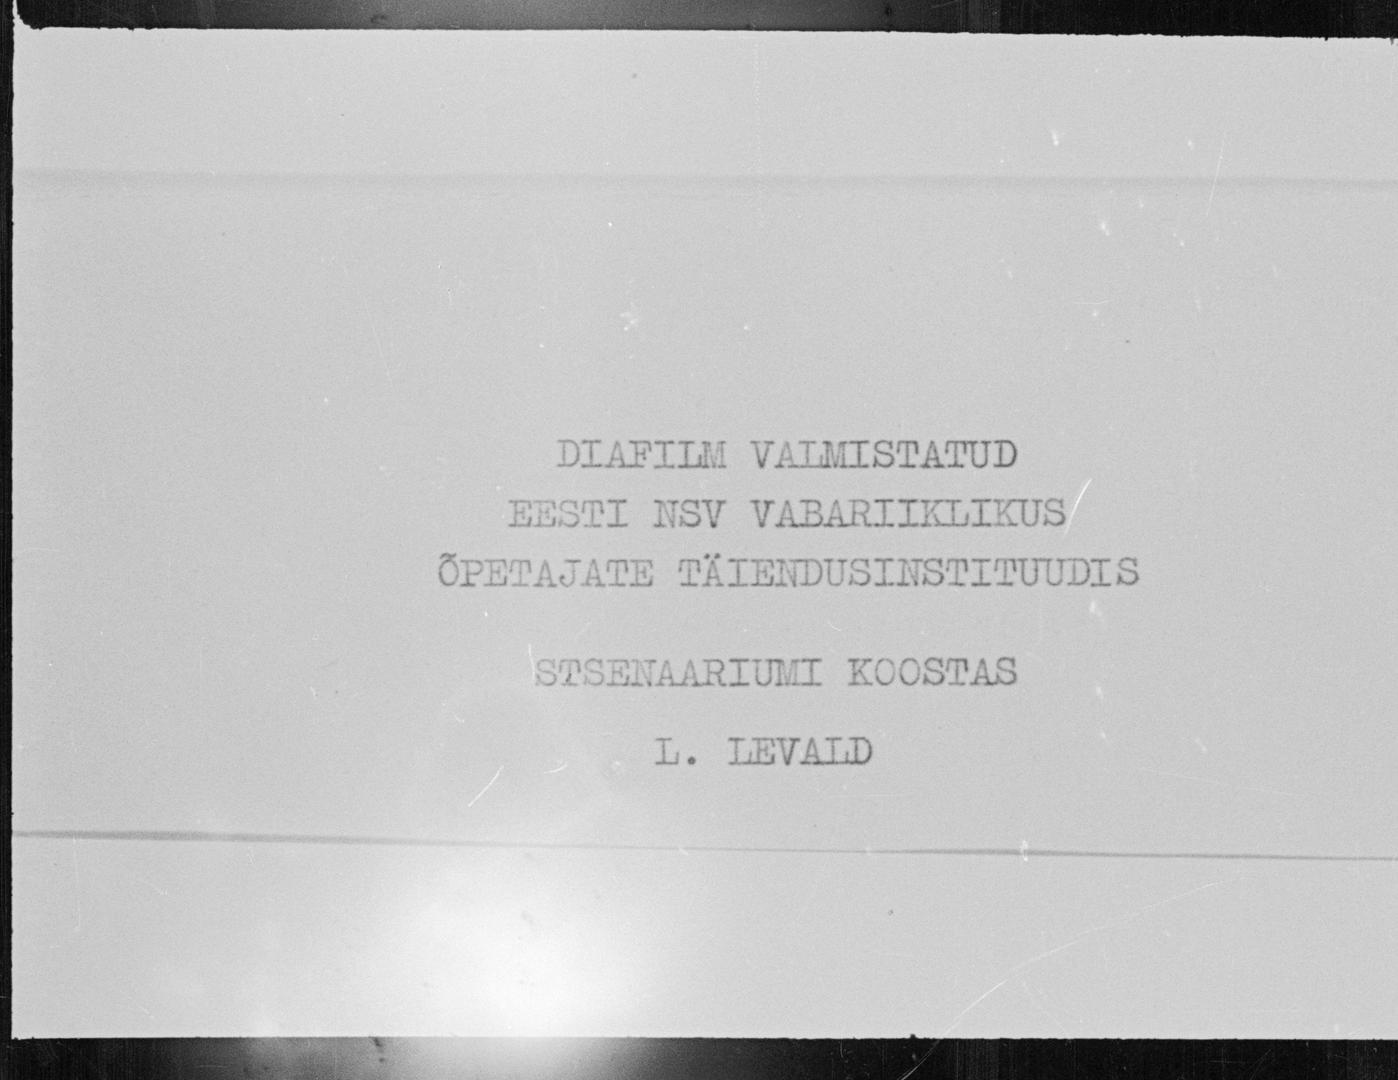 DIAFILM VALMISTATUD
EESTI NSV VABARIIKLIKUS
ÕPETAJATE TÄIENDUSINSTITUUDIS
STSENAARIUMI KOOSTAS
L. LEVALD